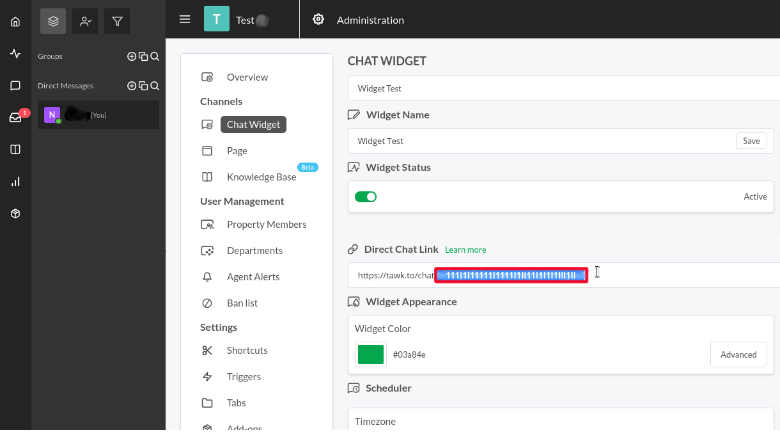 T
Test
Administration
Groups
Direct Messages
N
(You)
1
Overview
Channels
Chat Widget
Page
Knowledge Base
Beta
User Management
Property Members
Departments
Agent Alerts
Ban list
Settings
Shortcuts
Triggers
Tabs
Add-ons
CHAT WIDGET
Widget Test
Widget Name
Widget Test
Save
Widget Status
Active
Direct Chat Link
Learn more
https://tawk.to/chat
Widget Appearance
Widget Color
#03a84e
Advanced
Scheduler
Timezone